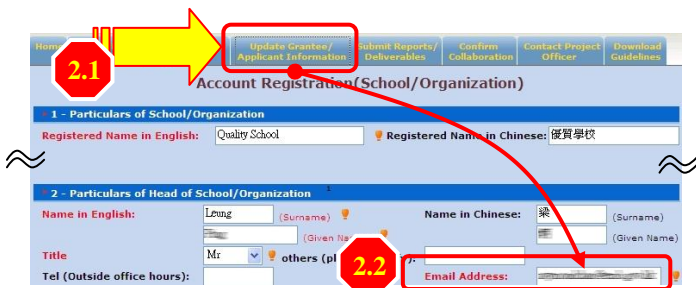 Home
Update Grantee/ Submit Reports/ Confirm Contact Project Download
Applicant Information Deliverables Collaboration Officer Guidelines
2.1
Account Registration(School/Organization)
1 - Particulars of School/Organization
Registered Name in English: Quality School Registered Name in Chinese: 優質學校
2 - Particulars of Head of School/Organization 1
Name in English: Leung (Surname) Name in Chinese: 梁 (Surname)
(Given Name) (Given Name)
Title Mr others
2.2
Tel (Outside office hours): Email Address: